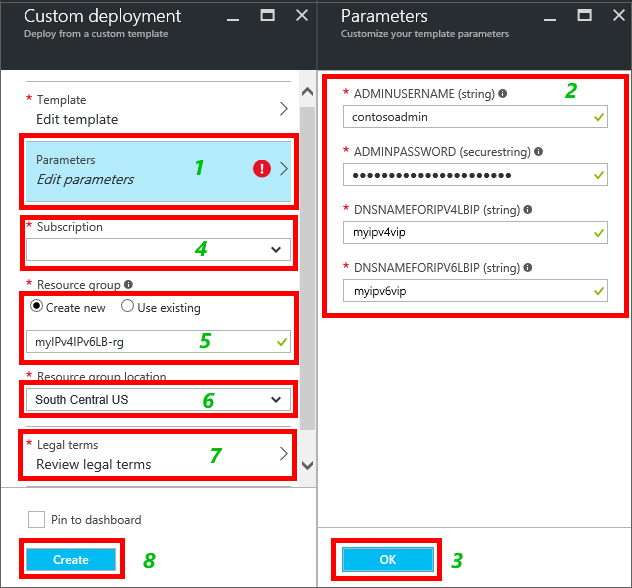 Custom deployment
Deploy from a custom template
* Template
Edit template
Parameters
Edit parameters
1
!
* Subscription
4
* Resource group
Create new
Use existing
myIPv4IPv6LB-rg
5
* Resource group location
South Central US
6
* Legal terms
Review legal terms
7
Pin to dashboard
Create
8
Parameters
Customize your template parameters
* ADMINUSERNAME (string)
2
contosoadmin
* ADMINPASSWORD (securestring)
•••••••••••••••••••••••
* DNSNAMEFORIPV4LBIP (string)
myipv4vip
* DNSNAMEFORIPV6LBIP (string)
myipv6vip
OK
3